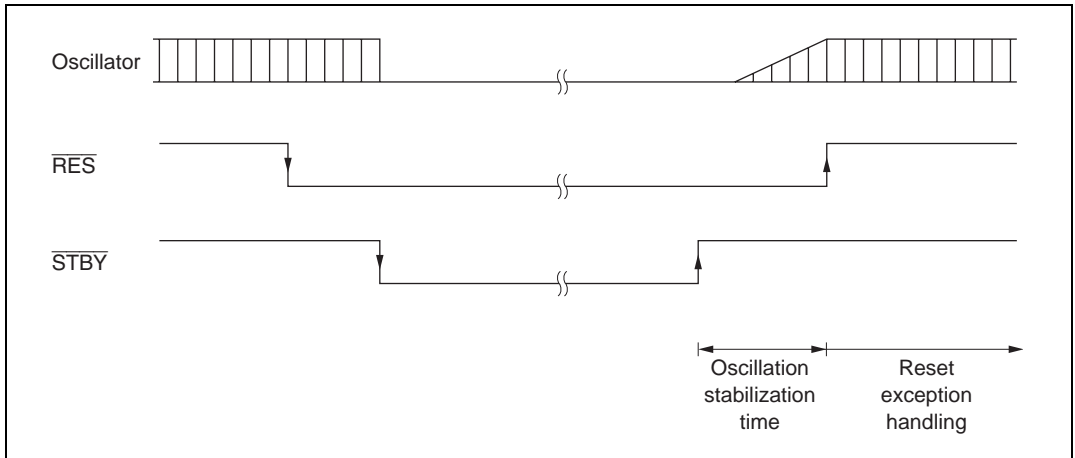 Oscillator
RES
STBY
Oscillation
stabilization
time
Reset
exception
handling